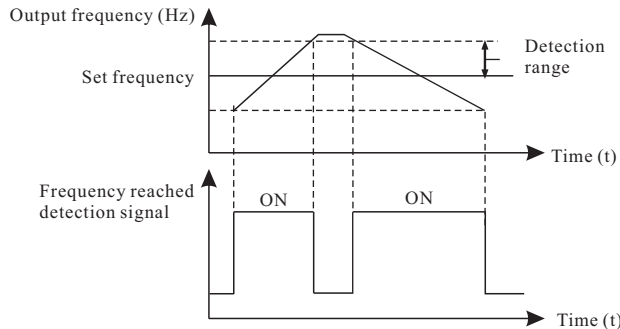 Output frequency (Hz)
Detection
range
Set frequency
Time (t)
Frequency reached
detection signal
ON
ON
Time (t)